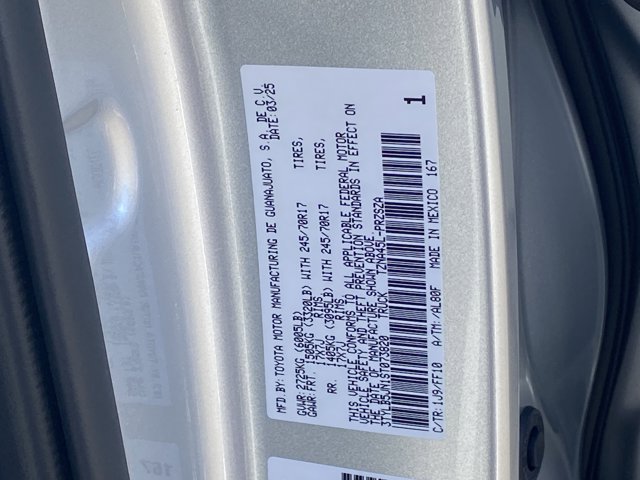 MFD.BY:TOYOTA MOTOR MANUFACTURING DE GUANAJUATO, S.A.DE C.V.
DATE: 03/25
GVWR:2725KG (6005LB)
GAWR:FRT. 1505KG (3320LB) WITH 245/70R17 TIRES,
17X7J RIMS
RR. 1405KG (3095LB) WITH 245/70R17 TIRES,
17X7J RIMS
THIS VEHICLE CONFORMS TO ALL APPLICABLE FEDERAL MOTOR
VEHICLE SAFETY AND THEFT PREVENTION STANDARDS IN EFFECT ON
THE DATE OF MANUFACTURE SHOWN ABOVE.
3TYLB5JN1ST073820 TRUCK TZNA45L-PRZSZA
C/TR:1J9/FF10 A/TM:/AL80F MADE IN MEXICO 167
1
167